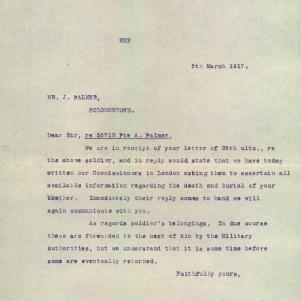 EHF
5th March 1917.
MR. J. PALMER,
SOLOMONTOWN.
Dear Sir, re 3571B Pte A. Palmer,
We are in receipt of your letter of 28th ulto., re
the above soldier, and in reply would state that we have today
written our Commissioners in London asking them to ascertain all
available information regarding the death and burial of your
brother. Immediately their reply comes to hand we will
again communicate with you.
As regards soldier's belongings. In due course
these are forwarded to the next of kin by the Military
Authorities, but we understand that it is some time before
same are eventually returned.
Faithfully yours,